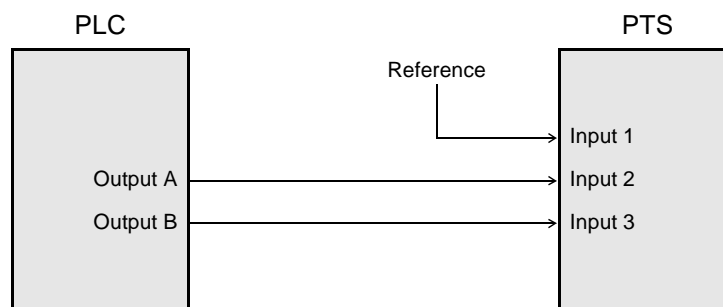 PLC
PTS
Reference
Input 1
Output A
Input 2
Output B
Input 3